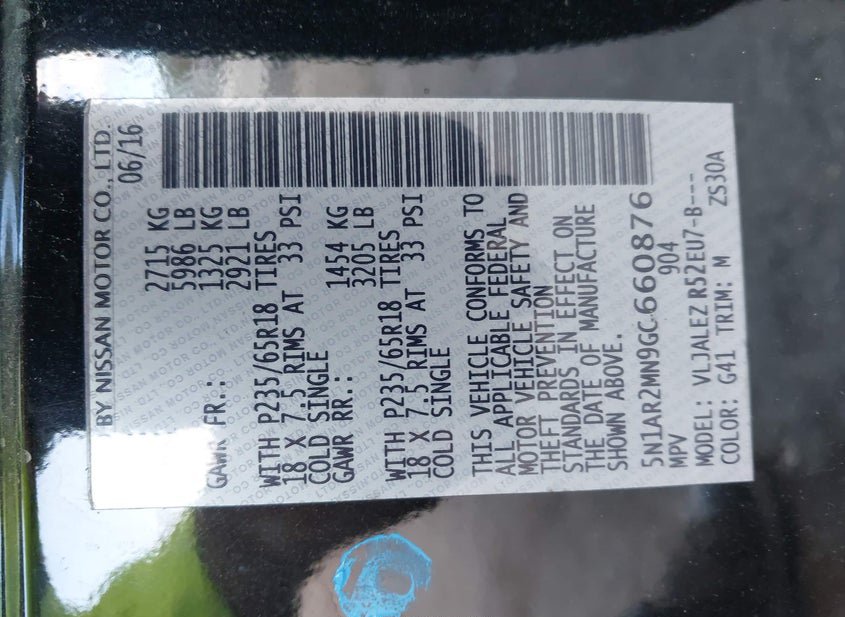 BY NISSAN MOTOR CO., LTD.
06/16
2715 KG
5986 LB
GAWR FR.: 1325 KG
2921 LB
WITH P235/65R18 TIRES
18 X 7.5 RIMS AT 33 PSI
COLD SINGLE
GAWR RR.: 1454 KG
3205 LB
WITH P235/65R18 TIRES
18 X 7.5 RIMS AT 33 PSI
COLD SINGLE
THIS VEHICLE CONFORMS TO
ALL APPLICABLE FEDERAL
MOTOR VEHICLE SAFETY AND
THEFT PREVENTION
STANDARDS IN EFFECT ON
THE DATE OF MANUFACTURE
SHOWN ABOVE.
5N1AR2MN9GC660876
MPV 904
MODEL: VLJALEZ R52EU7-B---
COLOR: G41 TRIM: M ZS30A